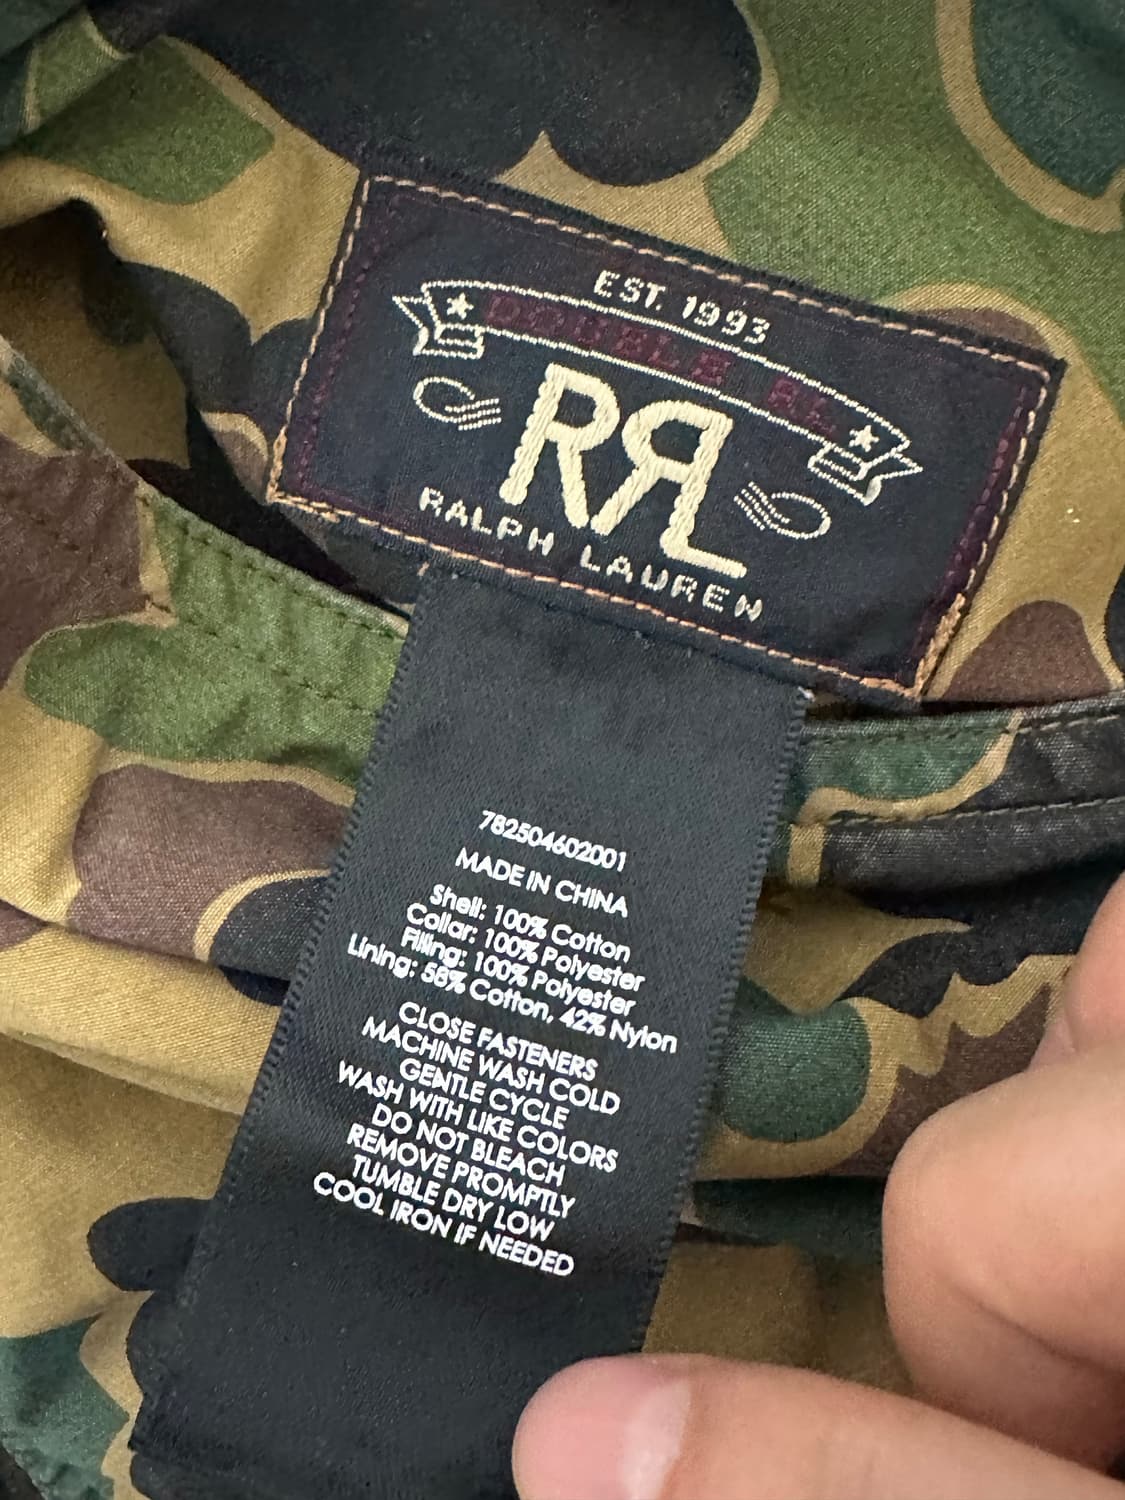 EST. 1993
DOUBLE RL
RRL
RALPH LAUREN
782504602001
MADE IN CHINA
Shell: 100% Cotton
Collar: 100% Polyester
Filling: 100% Polyester
Lining: 58% Cotton, 42% Nylon
CLOSE FASTENERS
MACHINE WASH COLD
GENTLE CYCLE
WASH WITH LIKE COLORS
DO NOT BLEACH
REMOVE PROMPTLY
TUMBLE DRY LOW
COOL IRON IF NEEDED